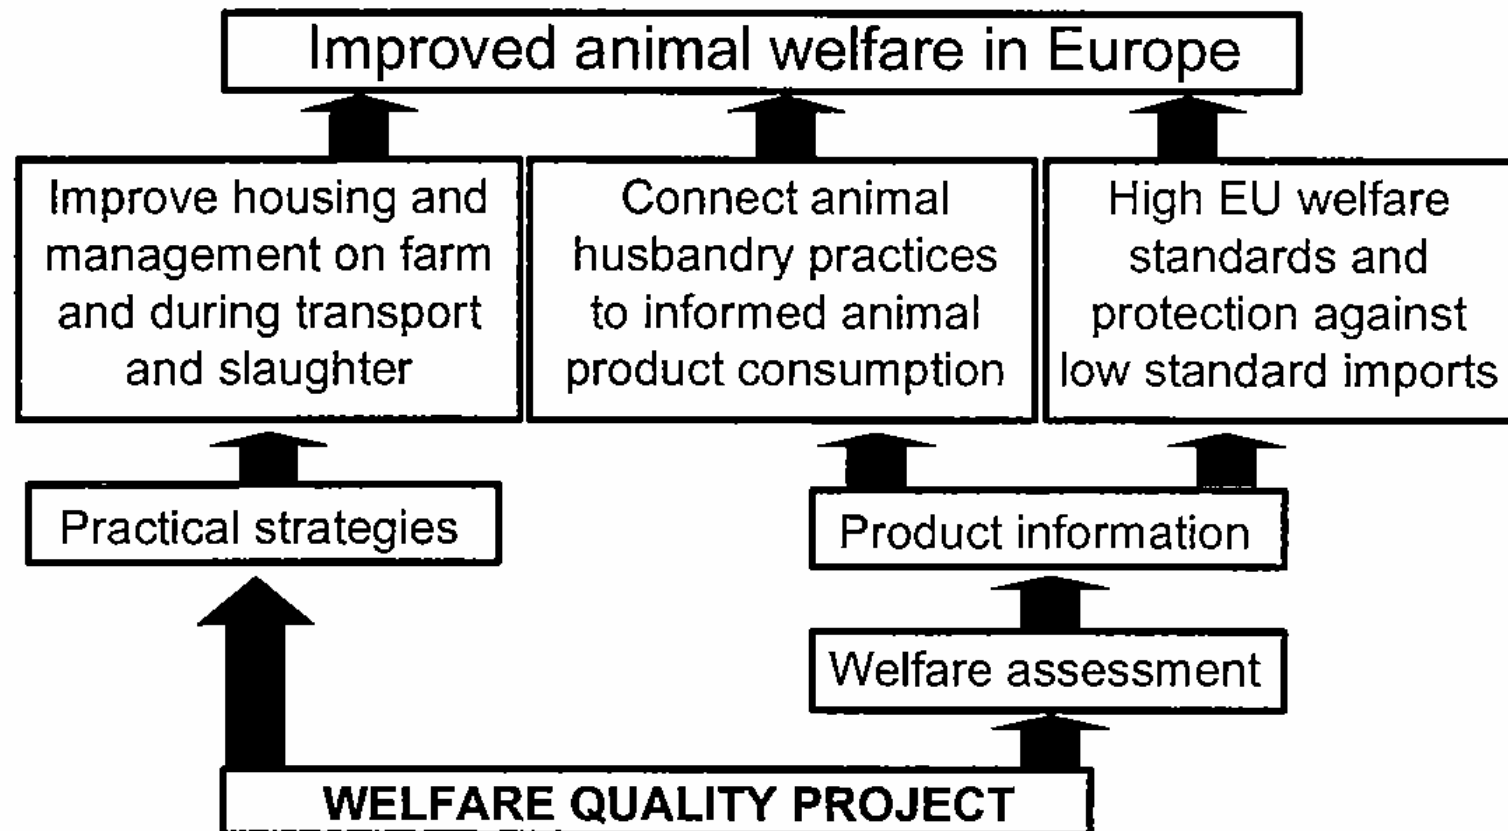 Improved animal welfare in Europe
Improve housing and
management on farm
and during transport
and slaughter
Connect animal
husbandry practices
to informed animal
product consumption
High EU welfare
standards and
protection against
low standard imports
Practical strategies
Product information
Welfare assessment
WELFARE QUALITY PROJECT